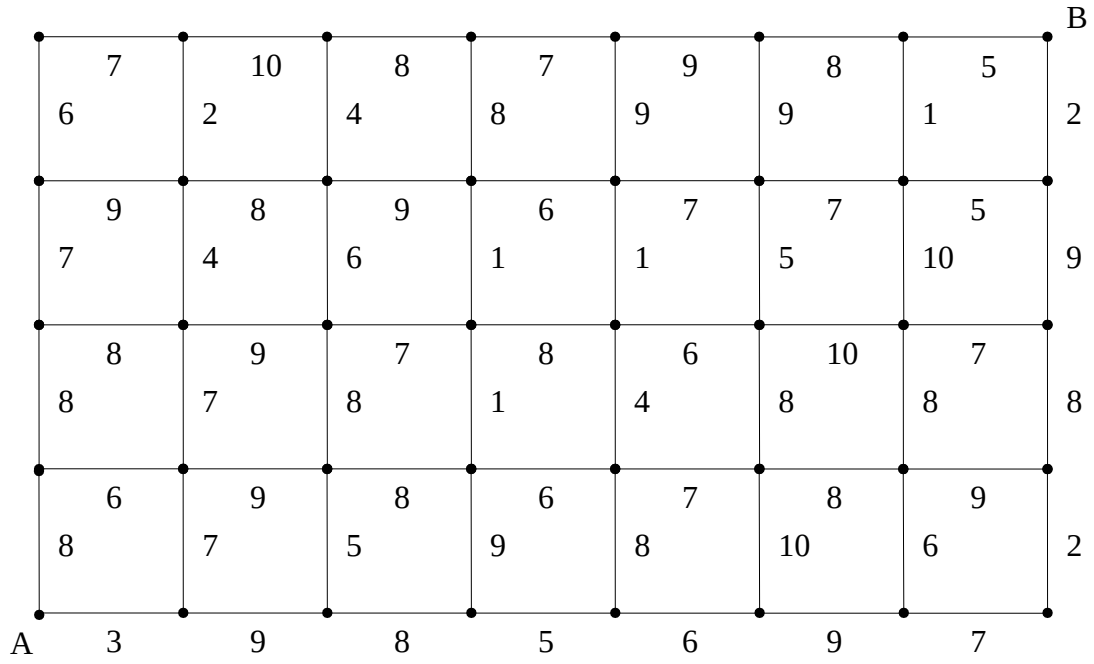 B
7 10 8 7 9 8 5
6 2 4 8 9 9 1 2
9 8 9 6 7 7 5
7 4 6 1 1 5 10 9
8 9 7 8 6 10 7
8 7 8 1 4 8 8 8
6 9 8 6 7 8 9
8 7 5 9 8 10 6 2
A 3 9 8 5 6 9 7